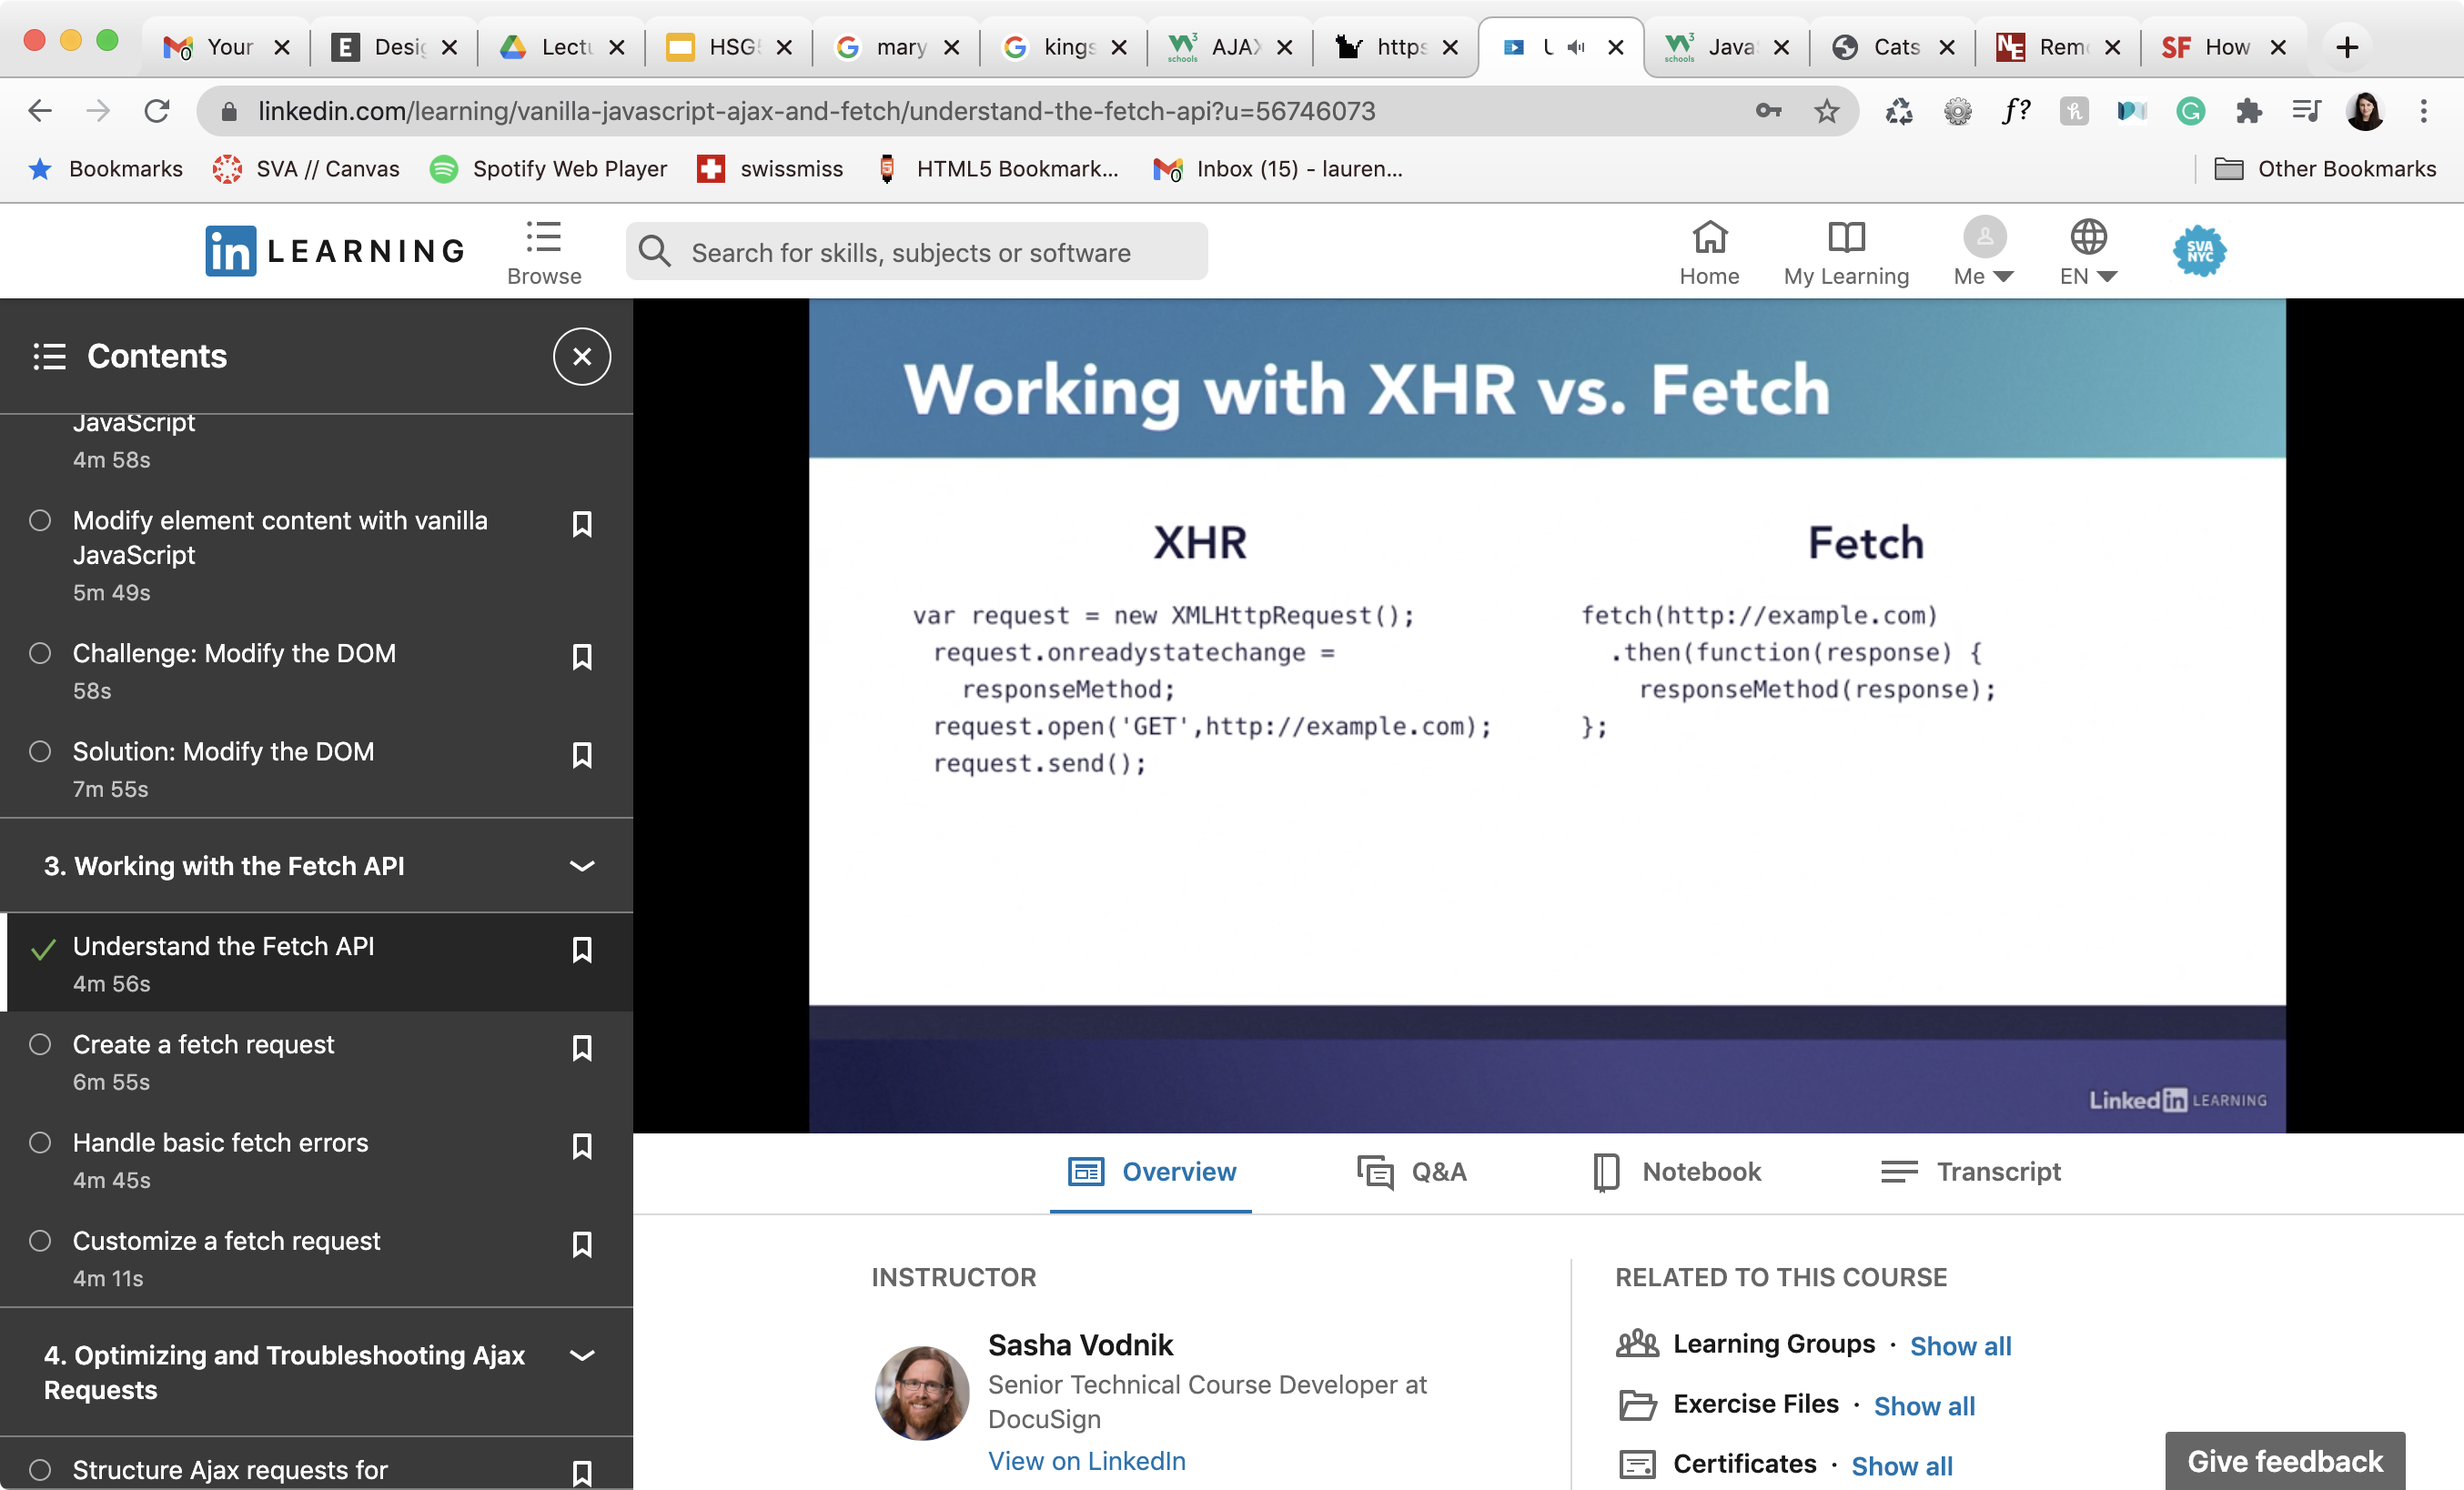 Your
Desig
Lectu
HSG5
mary
kings
AJAX
https
Java
Cats
Reme
How
linkedin.com/learning/vanilla-javascript-ajax-and-fetch/understand-the-fetch-api?u=56746073
Bookmarks
SVA // Canvas
Spotify Web Player
swissmiss
HTML5 Bookmark...
Inbox (15) - lauren...
Other Bookmarks
in LEARNING
Browse
Search for skills, subjects or software
Home
My Learning
Me
EN
SVA
NYC
Contents
JavaScript
4m 58s
Modify element content with vanilla
JavaScript
5m 49s
Challenge: Modify the DOM
58s
Solution: Modify the DOM
7m 55s
3. Working with the Fetch API
Understand the Fetch API
4m 56s
Create a fetch request
6m 55s
Handle basic fetch errors
4m 45s
Customize a fetch request
4m 11s
4. Optimizing and Troubleshooting Ajax
Requests
Structure Ajax requests for
Working with XHR vs. Fetch
XHR
var request = new XMLHttpRequest();
request.onreadystatechange =
responseMethod;
request.open('GET',http://example.com);
request.send();
Fetch
fetch(http://example.com)
.then(function(response) {
responseMethod(response);
};
Linked in LEARNING
Overview
Q&A
Notebook
Transcript
INSTRUCTOR
Sasha Vodnik
Senior Technical Course Developer at
DocuSign
View on LinkedIn
RELATED TO THIS COURSE
Learning Groups · Show all
Exercise Files · Show all
Certificates · Show all
Give feedback